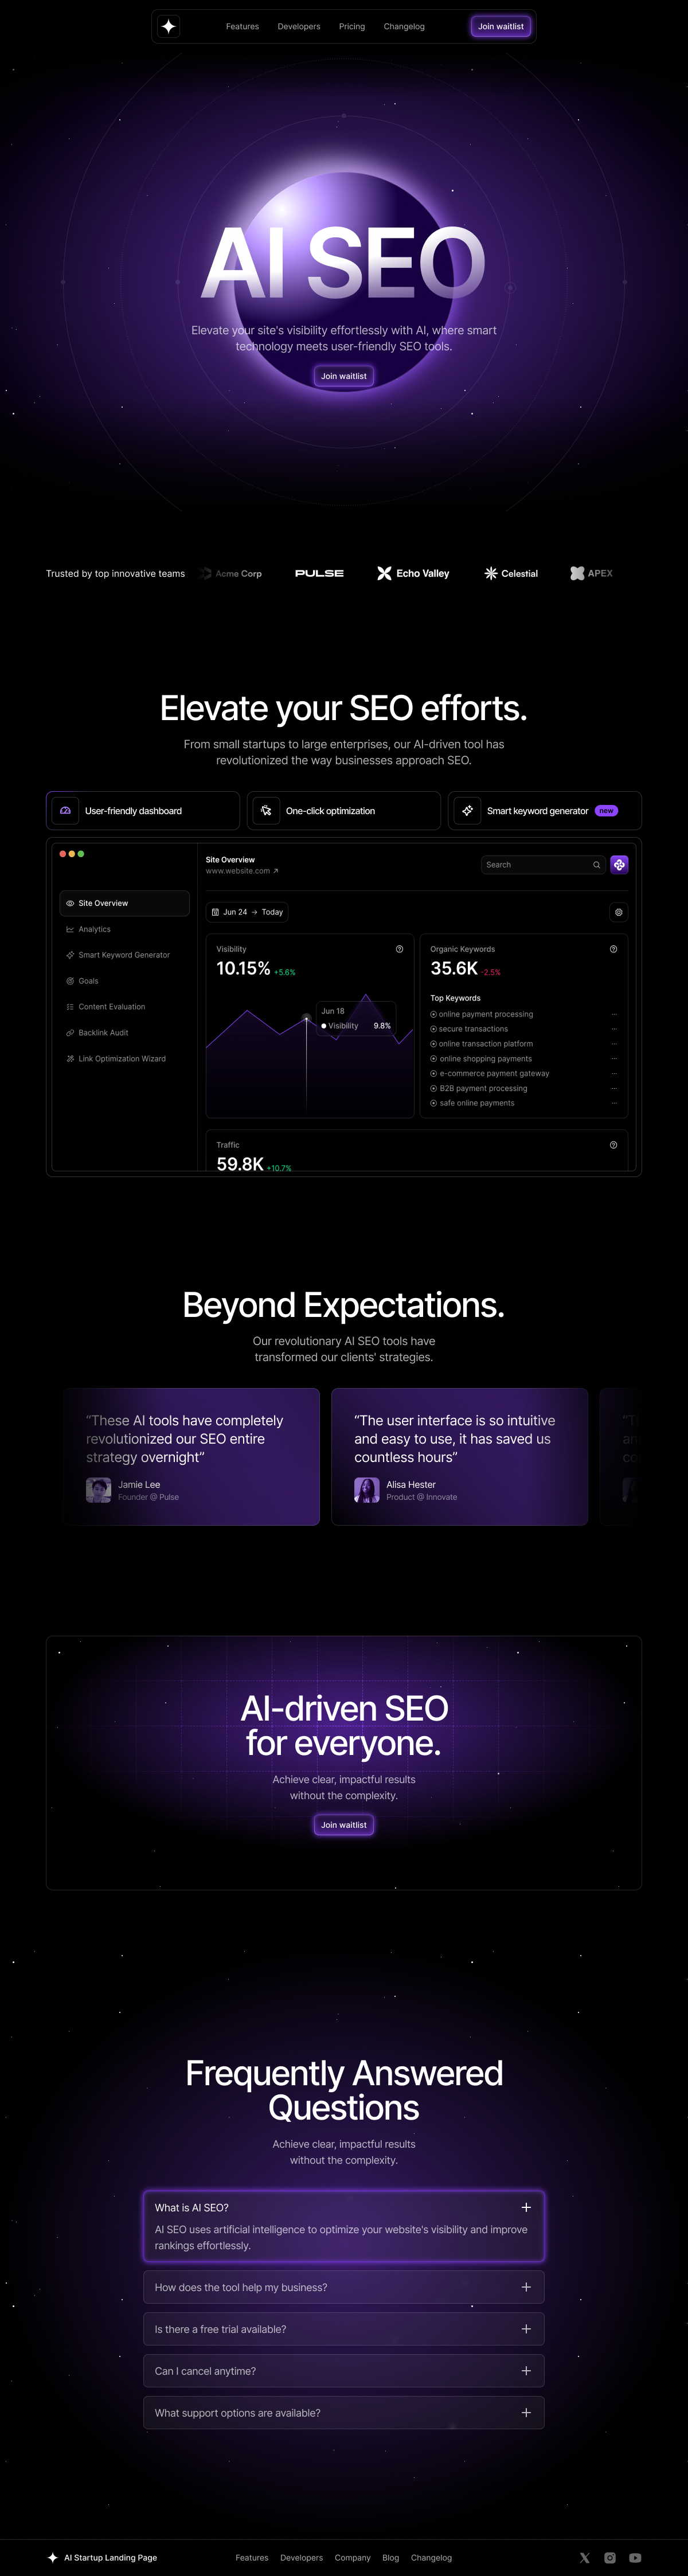 Features Developers Pricing Changelog Join waitlist
AI SEO
Elevate your site's visibility effortlessly with AI, where smart
technology meets user-friendly SEO tools.
Join waitlist
Trusted by top innovative teams Acme Corp PULSE Echo Valley Celestial APEX
Elevate your SEO efforts.
From small startups to large enterprises, our AI-driven tool has
revolutionized the way businesses approach SEO.
User-friendly dashboard One-click optimization Smart keyword generator new
Site Overview
www.website.com
Search
Site Overview
Analytics
Smart Keyword Generator
Goals
Content Evaluation
Backlink Audit
Link Optimization Wizard
Jun 24 → Today
Visibility
10.15% +5.6%
Jun 18
Visibility 9.8%
Organic Keywords
35.6K -2.5%
Top Keywords
online payment processing
secure transactions
online transaction platform
online shopping payments
e-commerce payment gateway
B2B payment processing
safe online payments
Traffic
59.8K +10.7%
Beyond Expectations.
Our revolutionary AI SEO tools have
transformed our clients' strategies.
“These AI tools have completely
revolutionized our SEO entire
strategy overnight”
Jamie Lee
Founder @ Pulse
“The user interface is so intuitive
and easy to use, it has saved us
countless hours”
Alisa Hester
Product @ Innovate
AI-driven SEO
for everyone.
Achieve clear, impactful results
without the complexity.
Join waitlist
Frequently Answered
Questions
Achieve clear, impactful results
without the complexity.
What is AI SEO?
AI SEO uses artificial intelligence to optimize your website's visibility and improve
rankings effortlessly.
How does the tool help my business?
Is there a free trial available?
Can I cancel anytime?
What support options are available?
AI Startup Landing Page Features Developers Company Blog Changelog